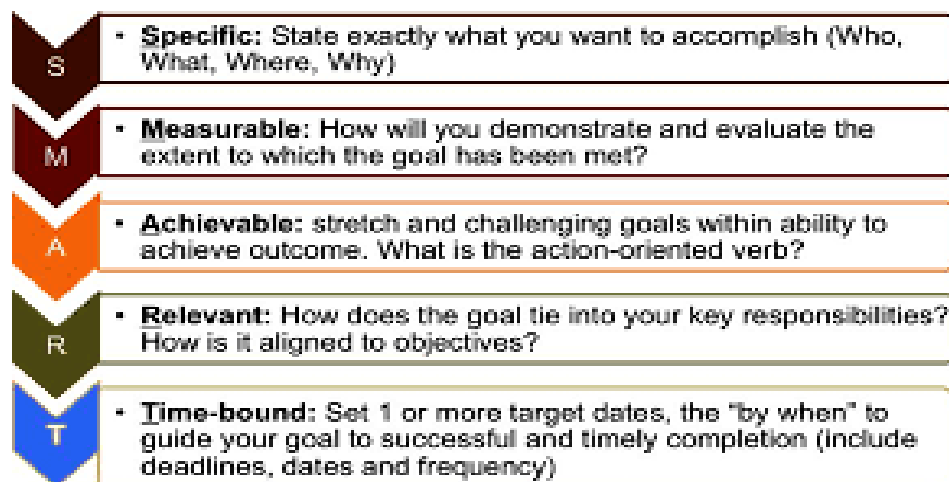 S
• Specific: State exactly what you want to accomplish (Who,
What, Where, Why)
M
• Measurable: How will you demonstrate and evaluate the
extent to which the goal has been met?
A
• Achievable: stretch and challenging goals within ability to
achieve outcome. What is the action-oriented verb?
R
• Relevant: How does the goal tie into your key responsibilities?
How is it aligned to objectives?
T
• Time-bound: Set 1 or more target dates, the "by when" to
guide your goal to successful and timely completion (include
deadlines, dates and frequency)